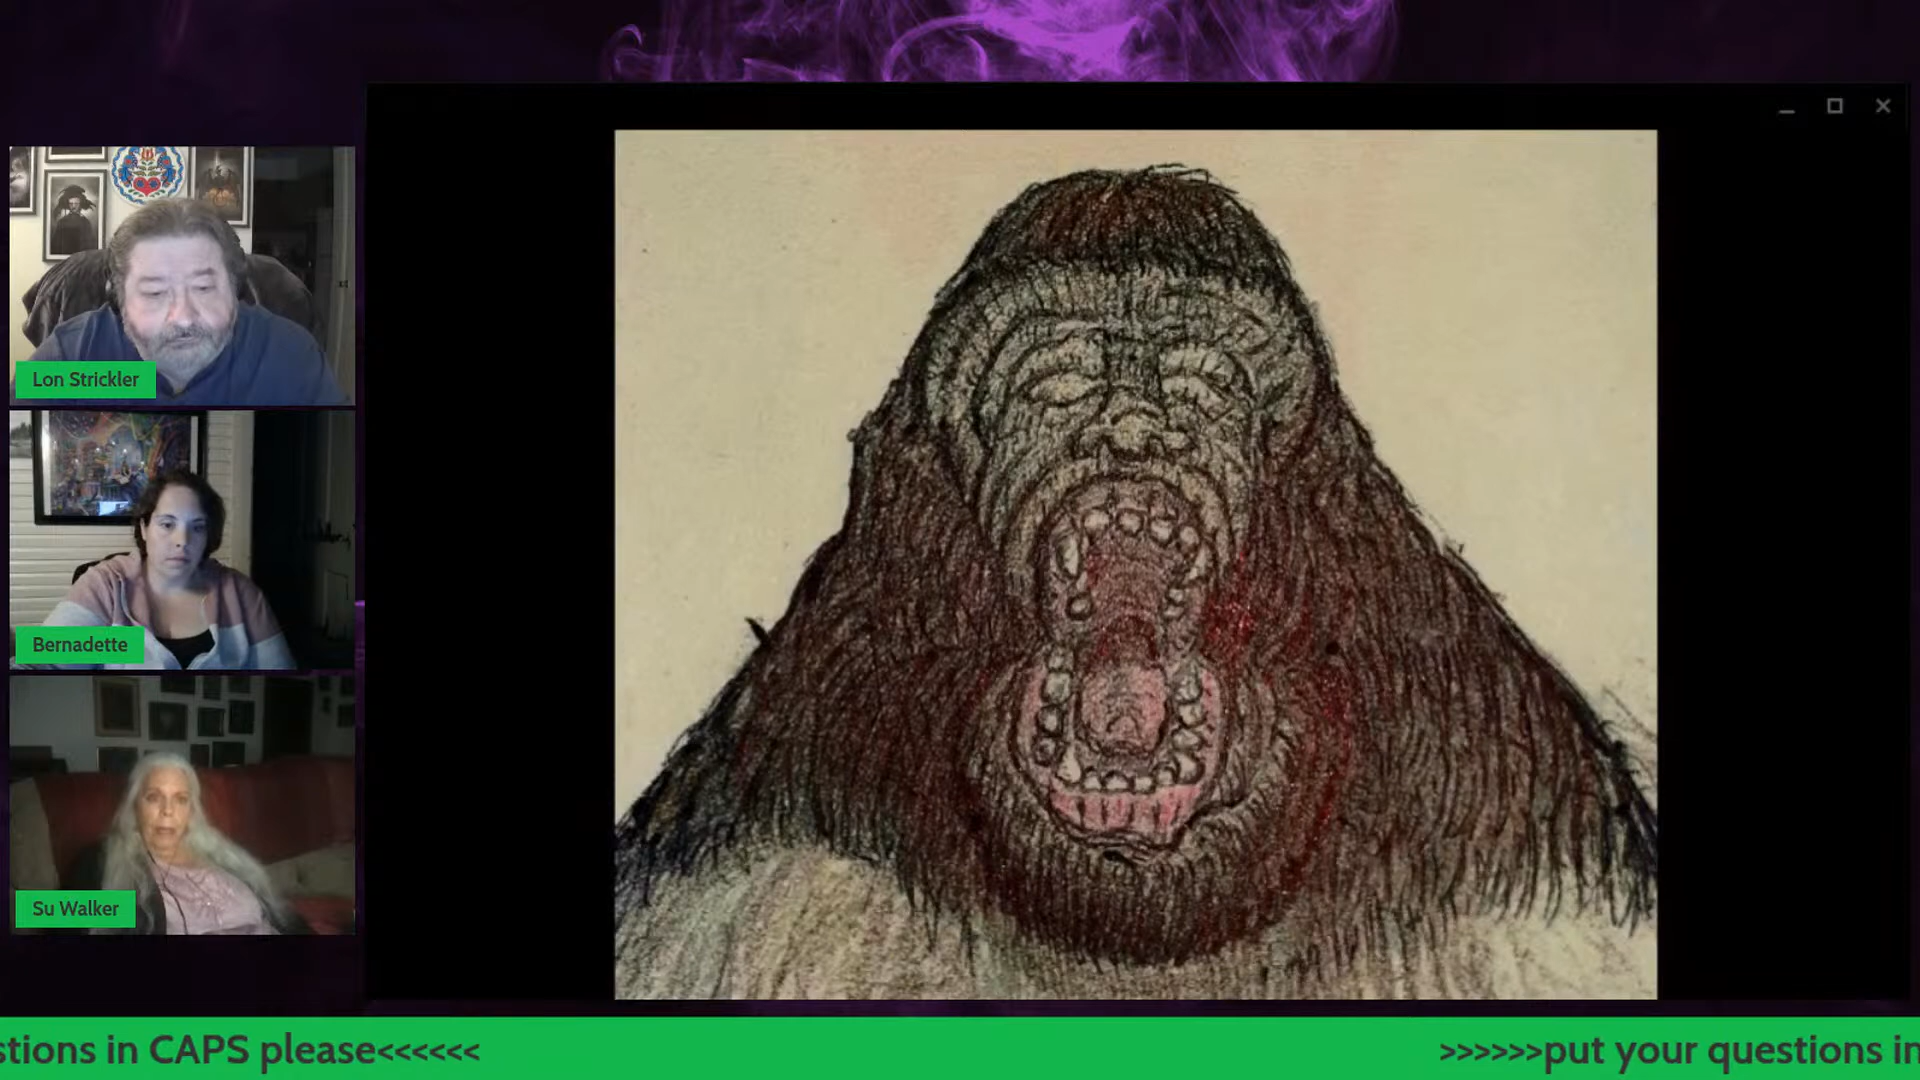 Lon Strickler
Bernadette
Su Walker
stions in CAPS please<<<<<<
>>>>>>put your questions in